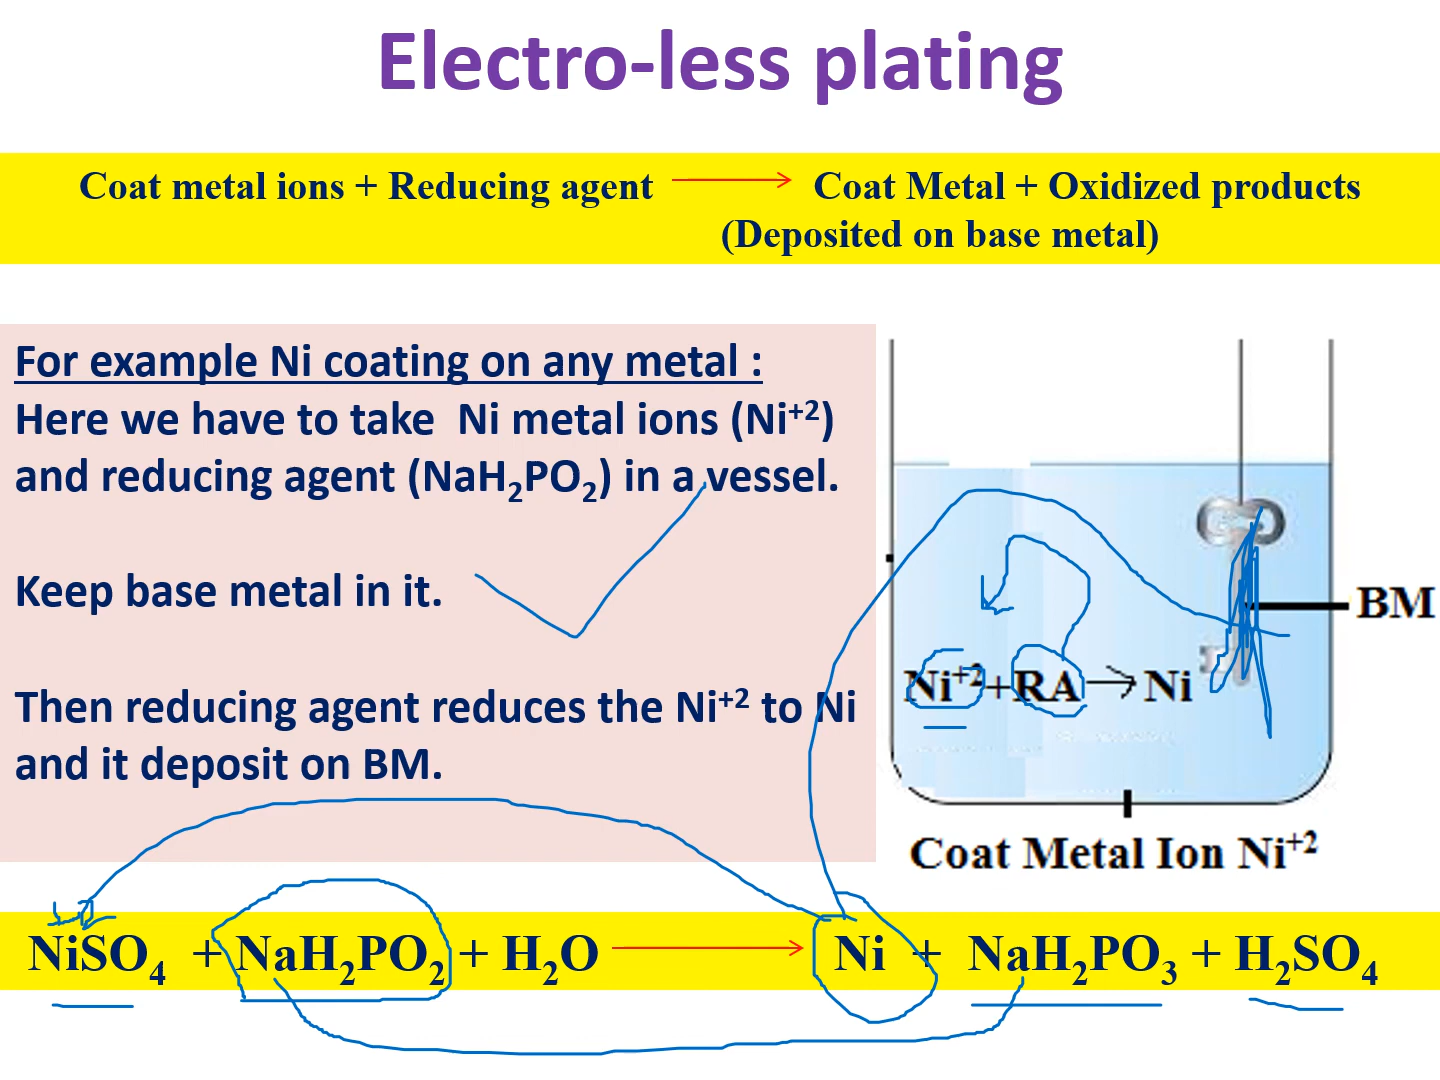 Electro-less plating
Coat metal ions + Reducing agent → Coat Metal + Oxidized products
(Deposited on base metal)
For example Ni coating on any metal :
Here we have to take Ni metal ions (Ni⁺²)
and reducing agent (NaH₂PO₂) in a vessel.
Keep base metal in it.
Then reducing agent reduces the Ni⁺² to Ni
and it deposit on BM.
BM
Ni⁺²+RA→Ni
Coat Metal Ion Ni⁺²
NiSO₄ + NaH₂PO₂ + H₂O → Ni + NaH₂PO₃ + H₂SO₄